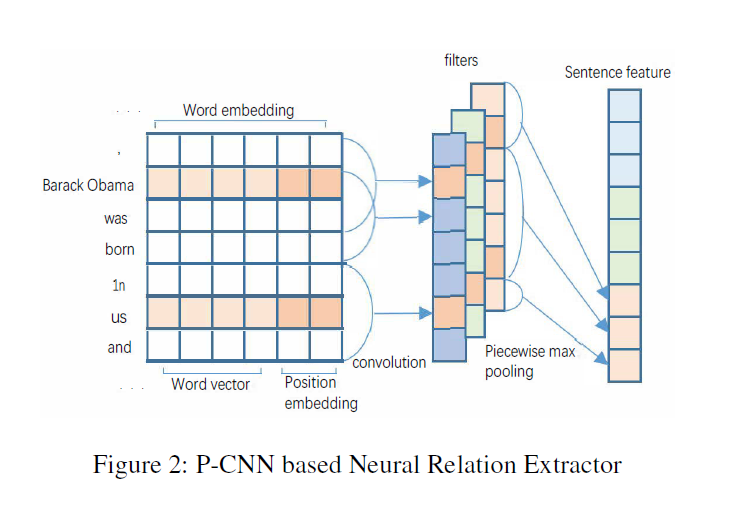 filters
Sentence feature
. . .
Word embedding
,
Barack Obama
was
born
1n
us
and
. . .
convolution
Piecewise max
pooling
Word vector
Position
embedding
Figure 2: P-CNN based Neural Relation Extractor